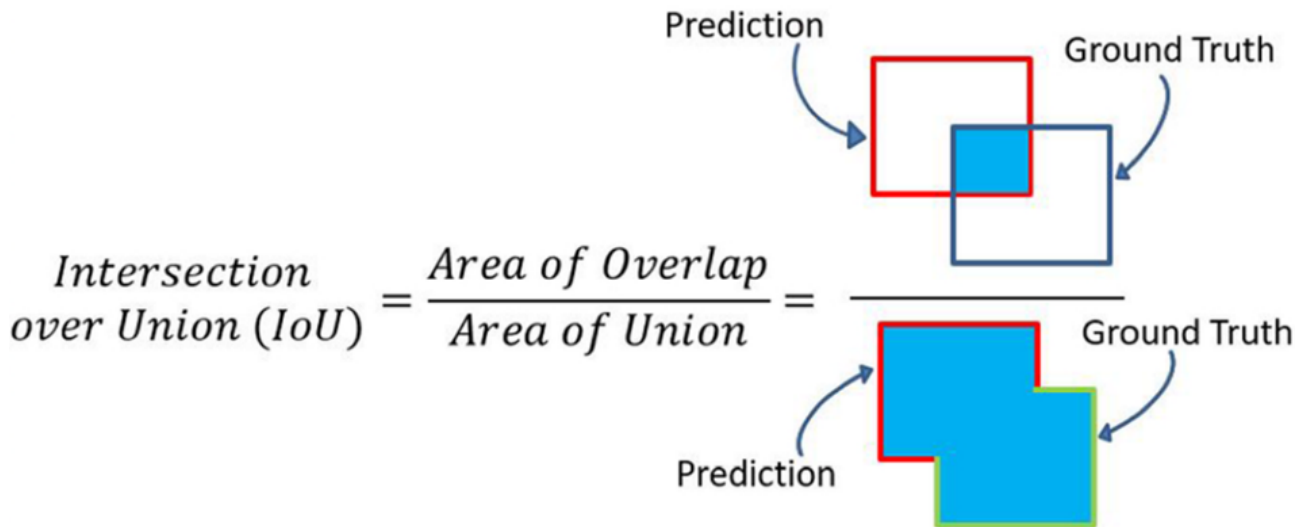 Prediction
Ground Truth
Intersection
over Union (IoU)
=
Area of Overlap
Area of Union
=
Ground Truth
Prediction